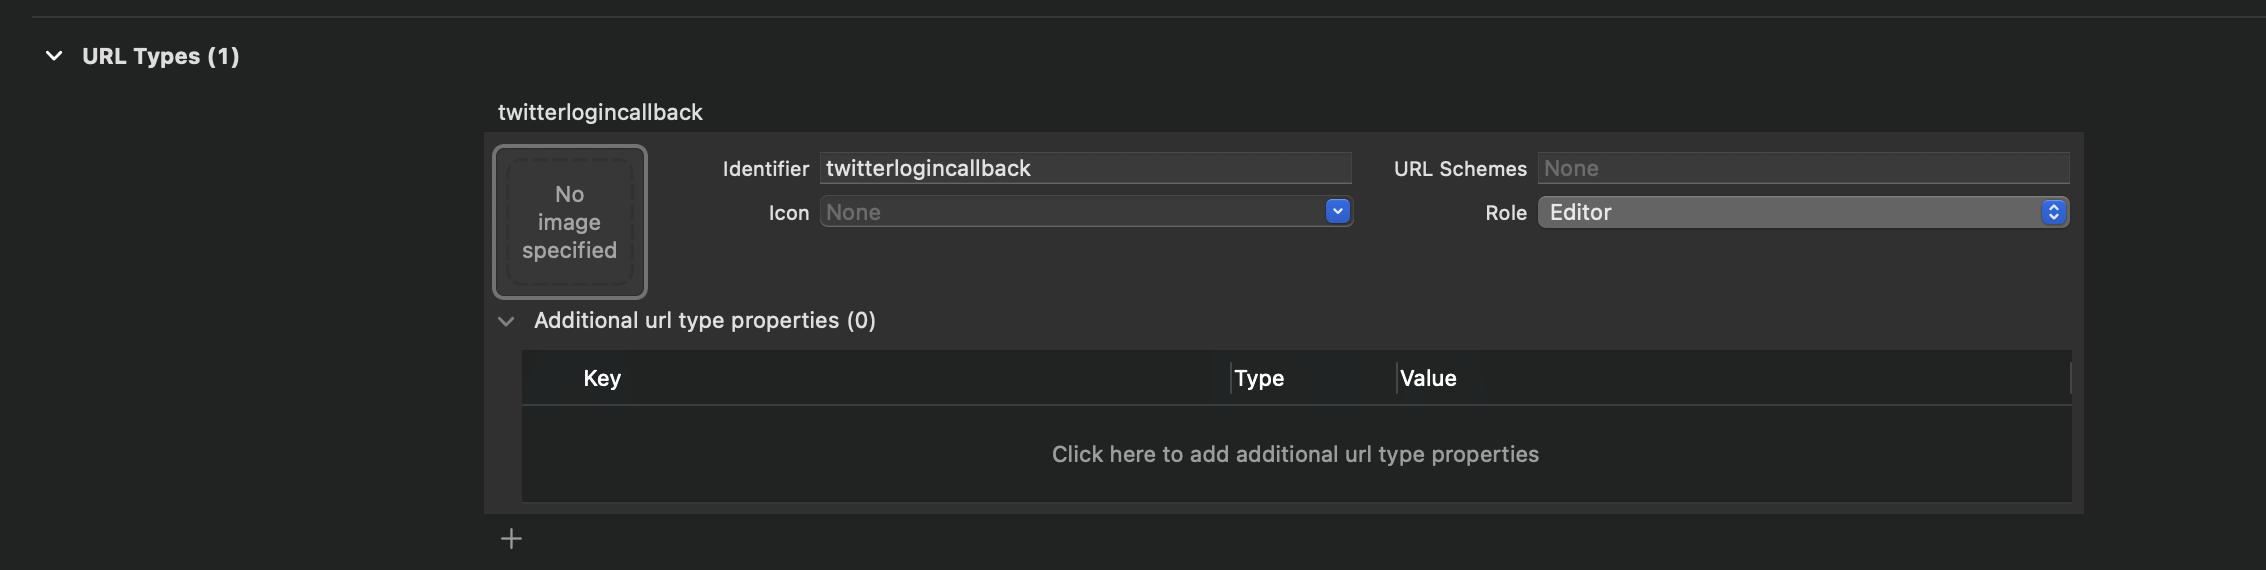 URL Types (1)
twitterlogincallback
No
image
specified
Identifier twitterlogincallback URL Schemes None
Icon None Role Editor
Additional url type properties (0)
Key Type Value
Click here to add additional url type properties